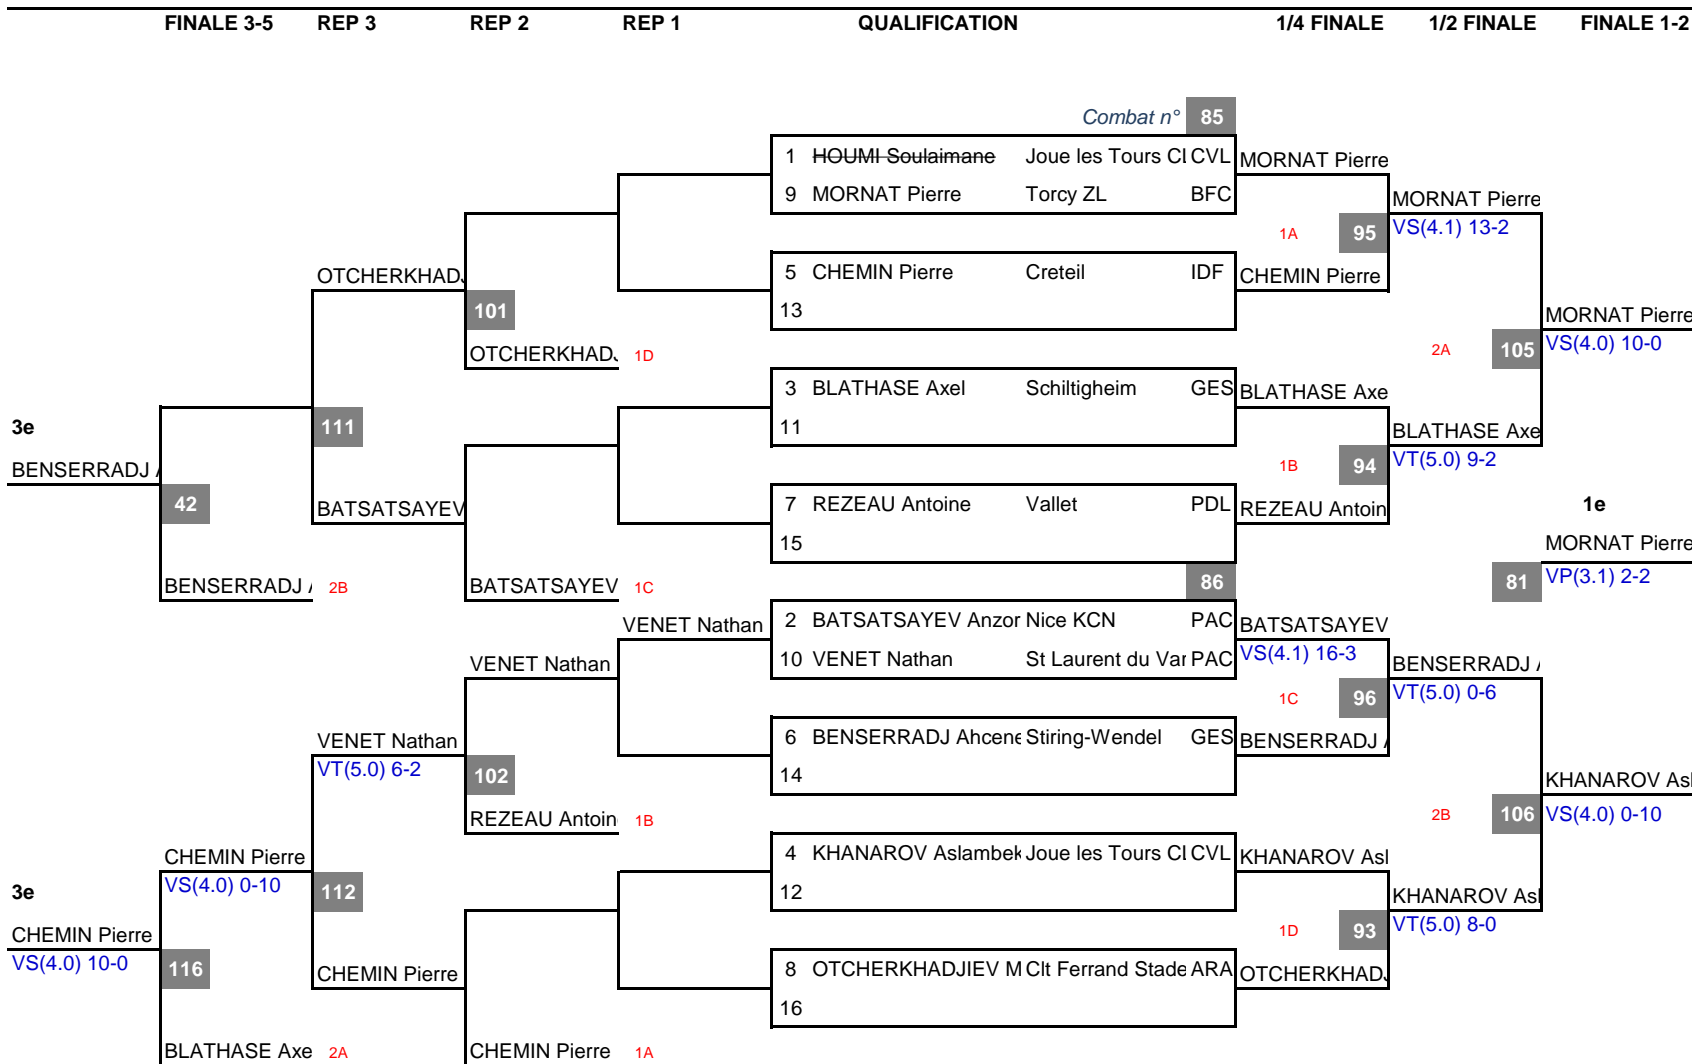 FINALE 3-5 REP 3 REP 2 REP 1 QUALIFICATION 1/4 FINALE 1/2 FINALE FINALE 1-2
Combat n° 85
1 HOUMI Soulaimane Joue les Tours Cl CVL MORNAT Pierre
9 MORNAT Pierre Torcy ZL BFC MORNAT Pierre
1A 95 VS(4.1) 13-2
OTCHERKHADJ 5 CHEMIN Pierre Creteil IDF CHEMIN Pierre
101 13 MORNAT Pierre
OTCHERKHADJ 1D 2A 105 VS(4.0) 10-0
3 BLATHASE Axel Schiltigheim GES BLATHASE Axe
3e 111 11 BLATHASE Axe
BENSERRADJ A 1B 94 VT(5.0) 9-2
42 BATSATSAYEV 7 REZEAU Antoine Vallet PDL REZEAU Antoin 1e
15 MORNAT Pierre
BENSERRADJ A 2B BATSATSAYEV 1C 86 81 VP(3.1) 2-2
VENET Nathan 2 BATSATSAYEV Anzor Nice KCN PAC BATSATSAYEV
VENET Nathan 10 VENET Nathan St Laurent du Var PAC VS(4.1) 16-3 BENSERRADJ A
1C 96 VT(5.0) 0-6
VENET Nathan 6 BENSERRADJ Ahcene Stiring-Wendel GES BENSERRADJ A
VT(5.0) 6-2 102 14 KHANAROV Asl
REZEAU Antoin 1B 2B 106 VS(4.0) 0-10
CHEMIN Pierre 4 KHANAROV Aslambek Joue les Tours Cl CVL KHANAROV Asl
3e VS(4.0) 0-10 112 12 KHANAROV Asl
CHEMIN Pierre 1D 93 VT(5.0) 8-0
VS(4.0) 10-0 116 CHEMIN Pierre 8 OTCHERKHADJIEV M Clt Ferrand Stade ARA OTCHERKHADJ
16
BLATHASE Axe 2A CHEMIN Pierre 1A